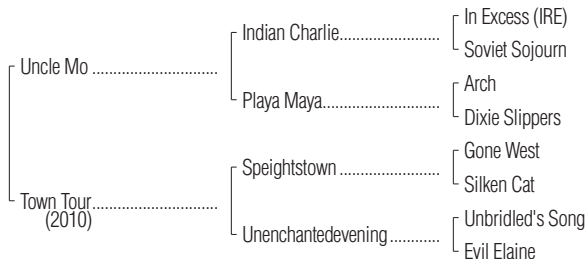 In Excess (IRE)
Indian Charlie..........................
Soviet Sojourn
Uncle Mo ................................
Arch
Playa Maya..............................
Dixie Slippers
Gone West
Speightstown .........................
Silken Cat
Town Tour................................
(2010)
Unbridled's Song
Unenchantedevening .............
Evil Elaine